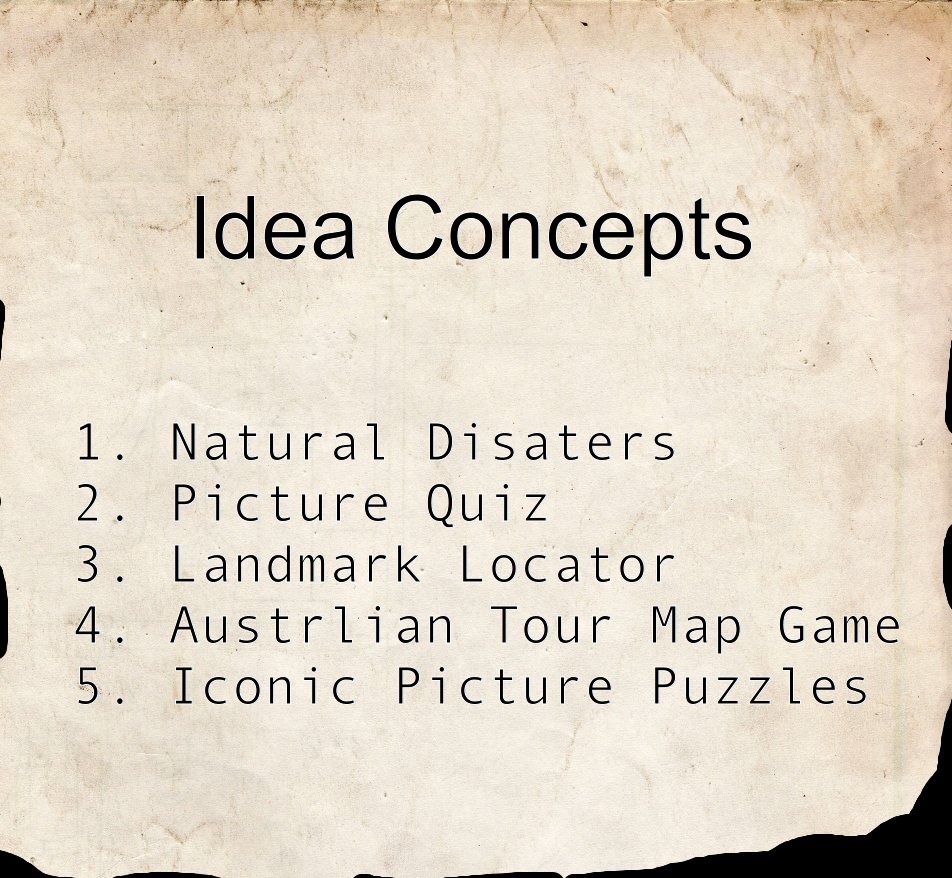 Idea Concepts
1. Natural Disaters
2. Picture Quiz
3. Landmark Locator
4. Austrlian Tour Map Game
5. Iconic Picture Puzzles